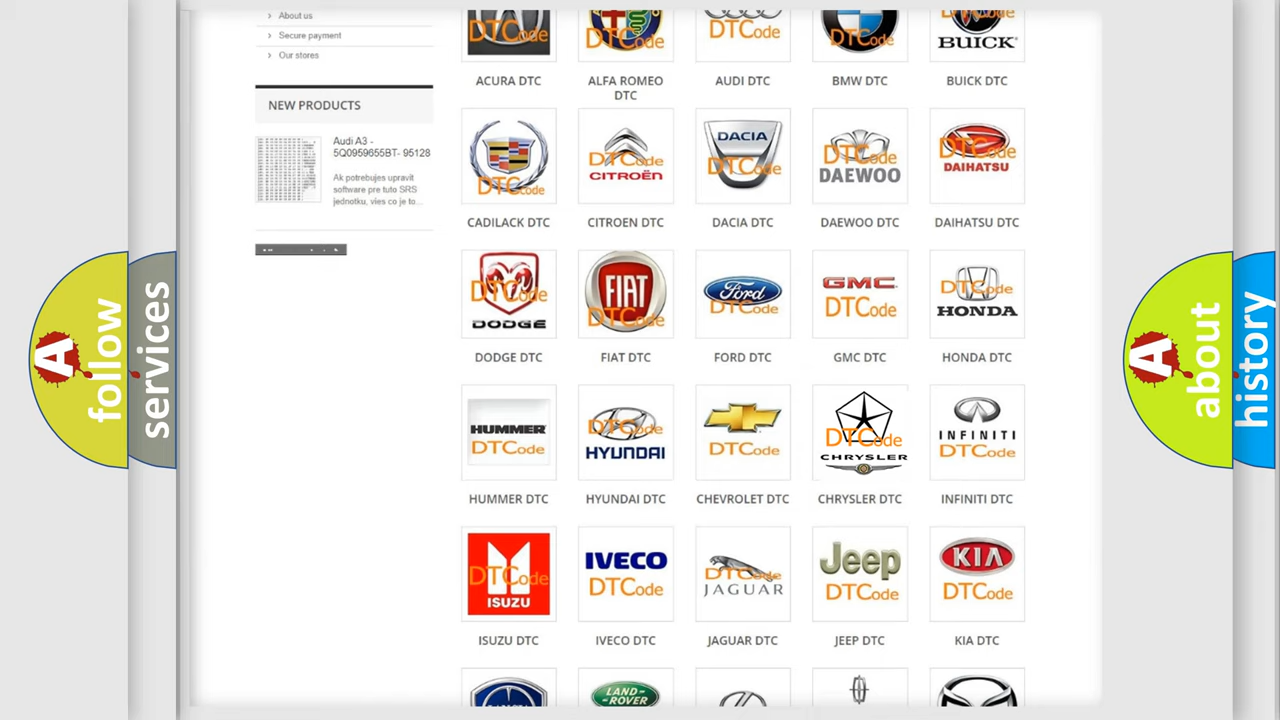 About us
Secure payment
Our stores
NEW PRODUCTS
Audi A3 -
5Q0959655BT- 95128
Ak potrebujes upravit
software pre tuto SRS
jednotku, vies co je to...
follow
services
about
history
A
A
DTCode
DTCode
DTCode
DTCode
BUICK
ACURA DTC
ALFA ROMEO
DTC
AUDI DTC
BMW DTC
BUICK DTC
DTCode
DTCode
CITROËN
DACIA
DTCode
DTCode
DAEWOO
DTCode
DAIHATSU
CADILACK DTC
CITROEN DTC
DACIA DTC
DAEWOO DTC
DAIHATSU DTC
DTCode
DODGE
FIAT
DTCode
Ford
DTCode
GMC
DTCode
DTCode
HONDA
DODGE DTC
FIAT DTC
FORD DTC
GMC DTC
HONDA DTC
HUMMER
DTCode
DTCode
HYUNDAI
DTCode
DTCode
CHRYSLER
INFINITI
DTCode
HUMMER DTC
HYUNDAI DTC
CHEVROLET DTC
CHRYSLER DTC
INFINITI DTC
DTCode
ISUZU
IVECO
DTCode
DTCode
JAGUAR
Jeep
DTCode
KIA
DTCode
ISUZU DTC
IVECO DTC
JAGUAR DTC
JEEP DTC
KIA DTC
LAND-
ROVER